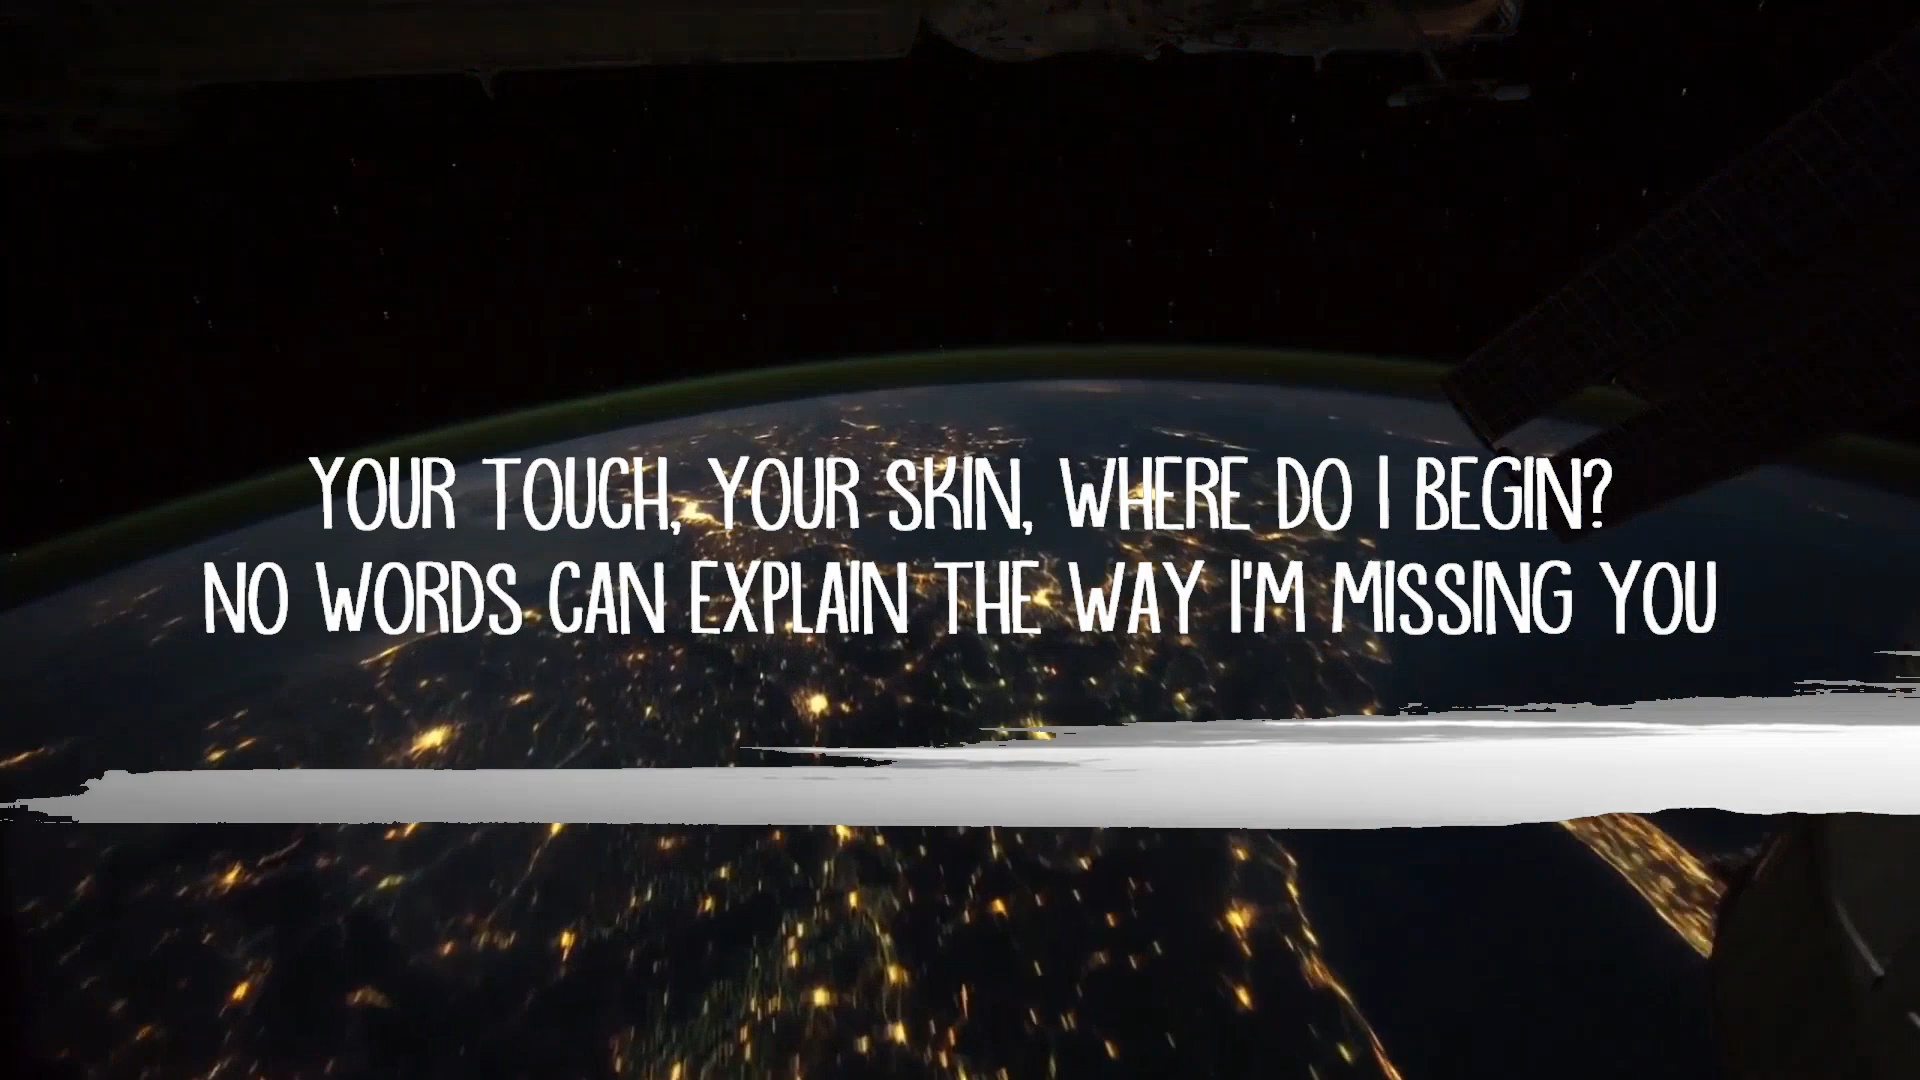 YOUR TOUCH, YOUR SKIN, WHERE DO I BEGIN?
NO WORDS CAN EXPLAIN THE WAY I'M MISSING YOU